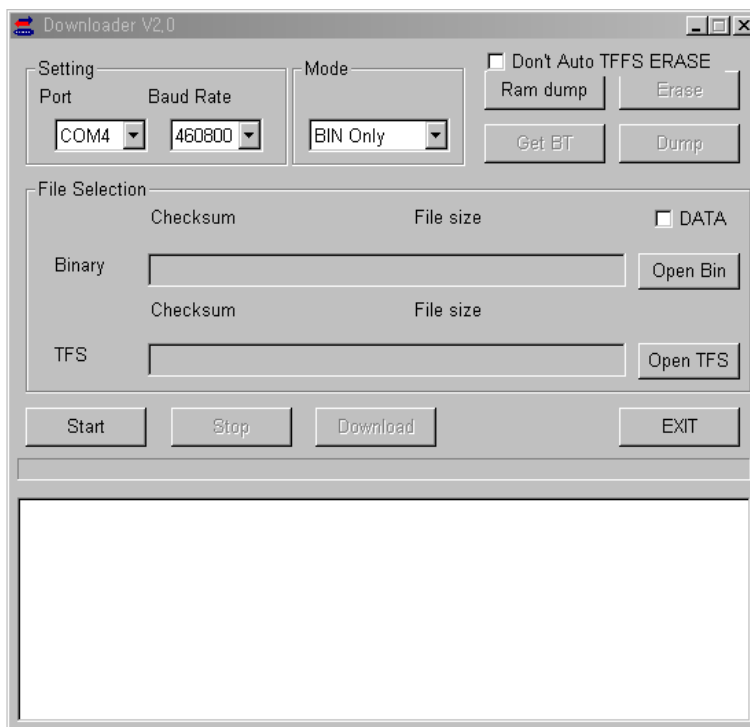 Downloader V2,0
Setting
Port
Baud Rate
COM4
460800
Mode
BIN Only
Don't Auto TFFS ERASE
Ram dump
Erase
Get BT
Dump
File Selection
Checksum
File size
DATA
Binary
Open Bin
Checksum
File size
TFS
Open TFS
Start
Stop
Download
EXIT